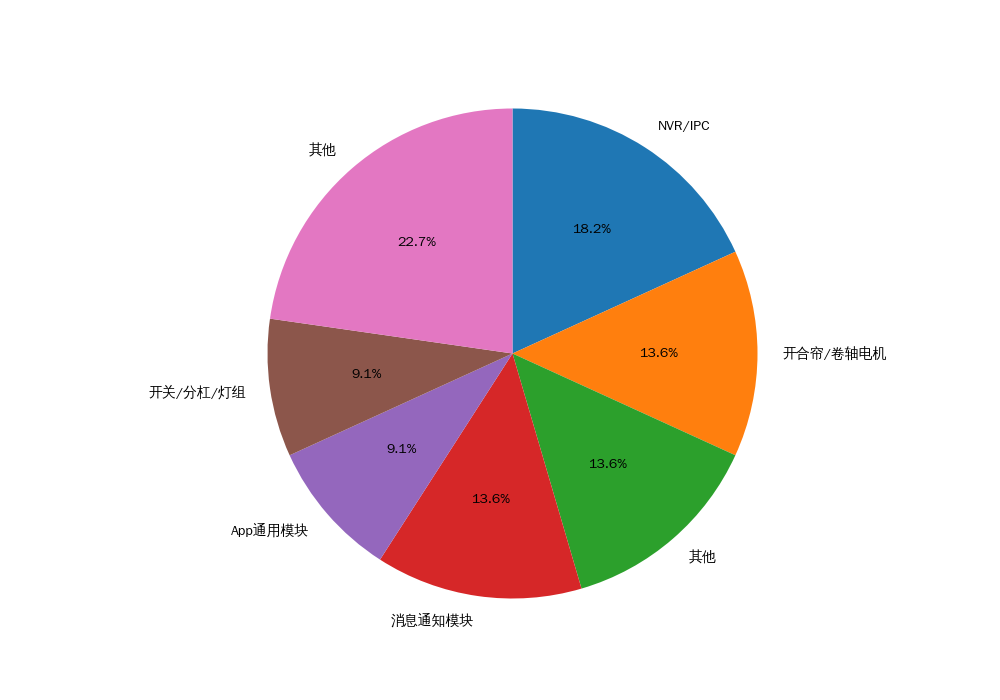 NVR/IPC
其他
18.2%
22.7%
13.6%
开合帘/卷轴电机
9.1%
开关/分杠/灯组
9.1%
13.6%
13.6%
App通用模块
其他
消息通知模块